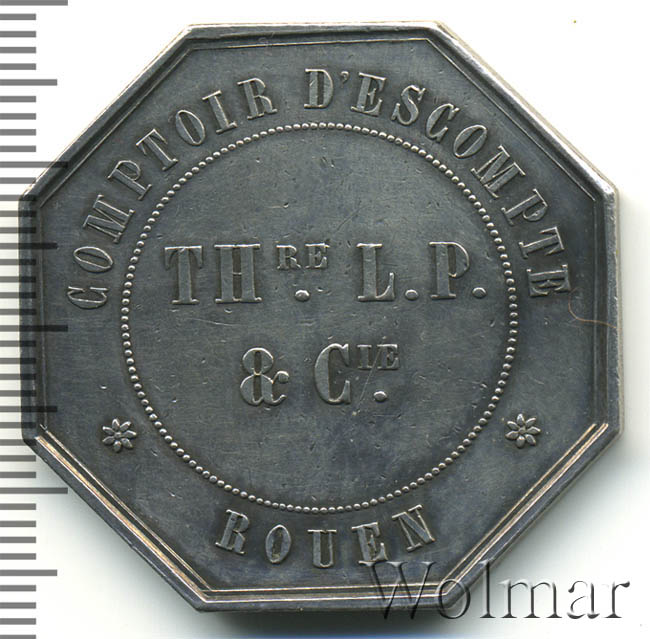 COMPTOIR D'ESCOMPTE
THRE. L.P.
& CIE.
ROUEN
Wolmar